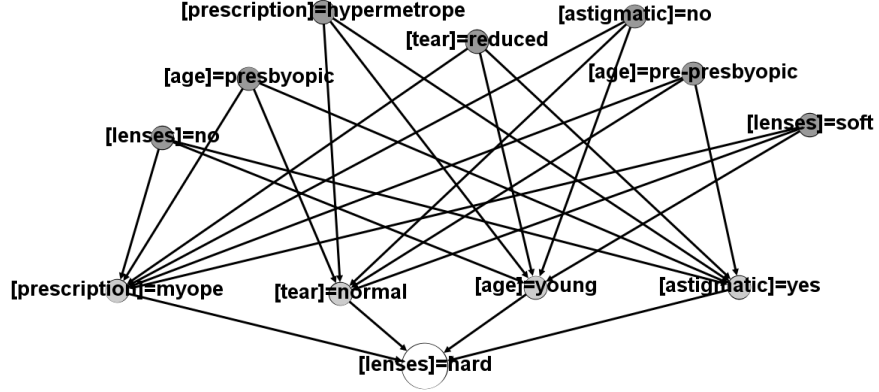 [prescription]=hypermetrope
[astigmatic]=no
[tear]=reduced
[age]=presbyopic
[age]=pre-presbyopic
[lenses]=no
[lenses]=soft
[prescription]=myope
[tear]=normal
[age]=young
[astigmatic]=yes
[lenses]=hard